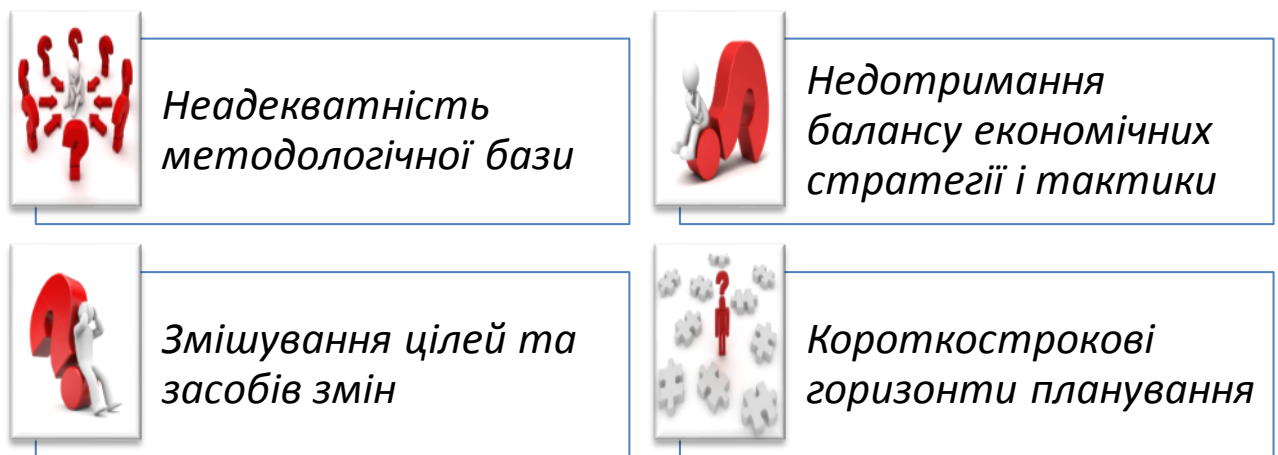 Неадекватність
методологічної бази
Недотримання
балансу економічних
стратегії і тактики
Змішування цілей та
засобів змін
Короткострокові
горизонти планування